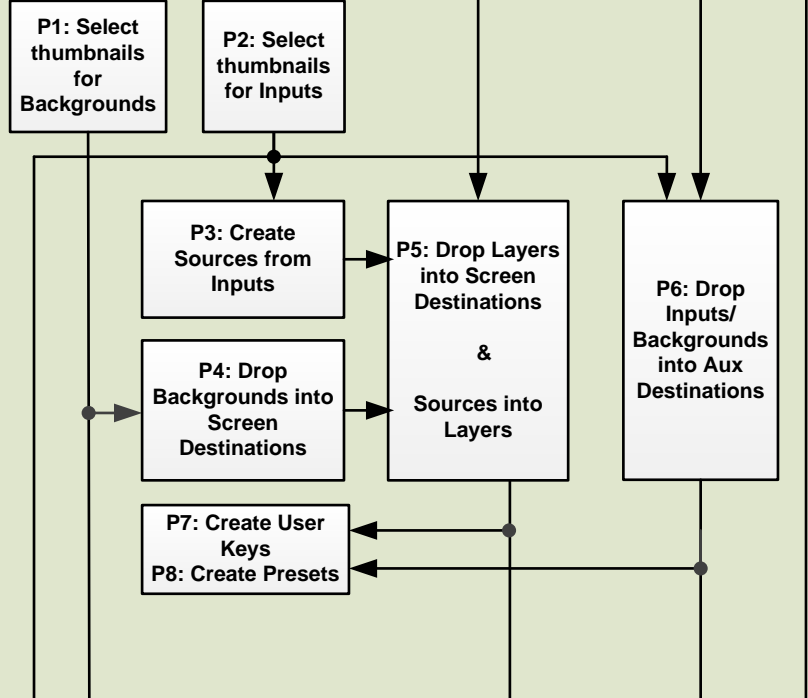 P1: Select
thumbnails
for
Backgrounds
P2: Select
thumbnails
for Inputs
P3: Create
Sources from
Inputs
P4: Drop
Backgrounds into
Screen
Destinations
P5: Drop Layers
into Screen
Destinations
&
Sources into
Layers
P6: Drop
Inputs/
Backgrounds
into Aux
Destinations
P7: Create User
Keys
P8: Create Presets